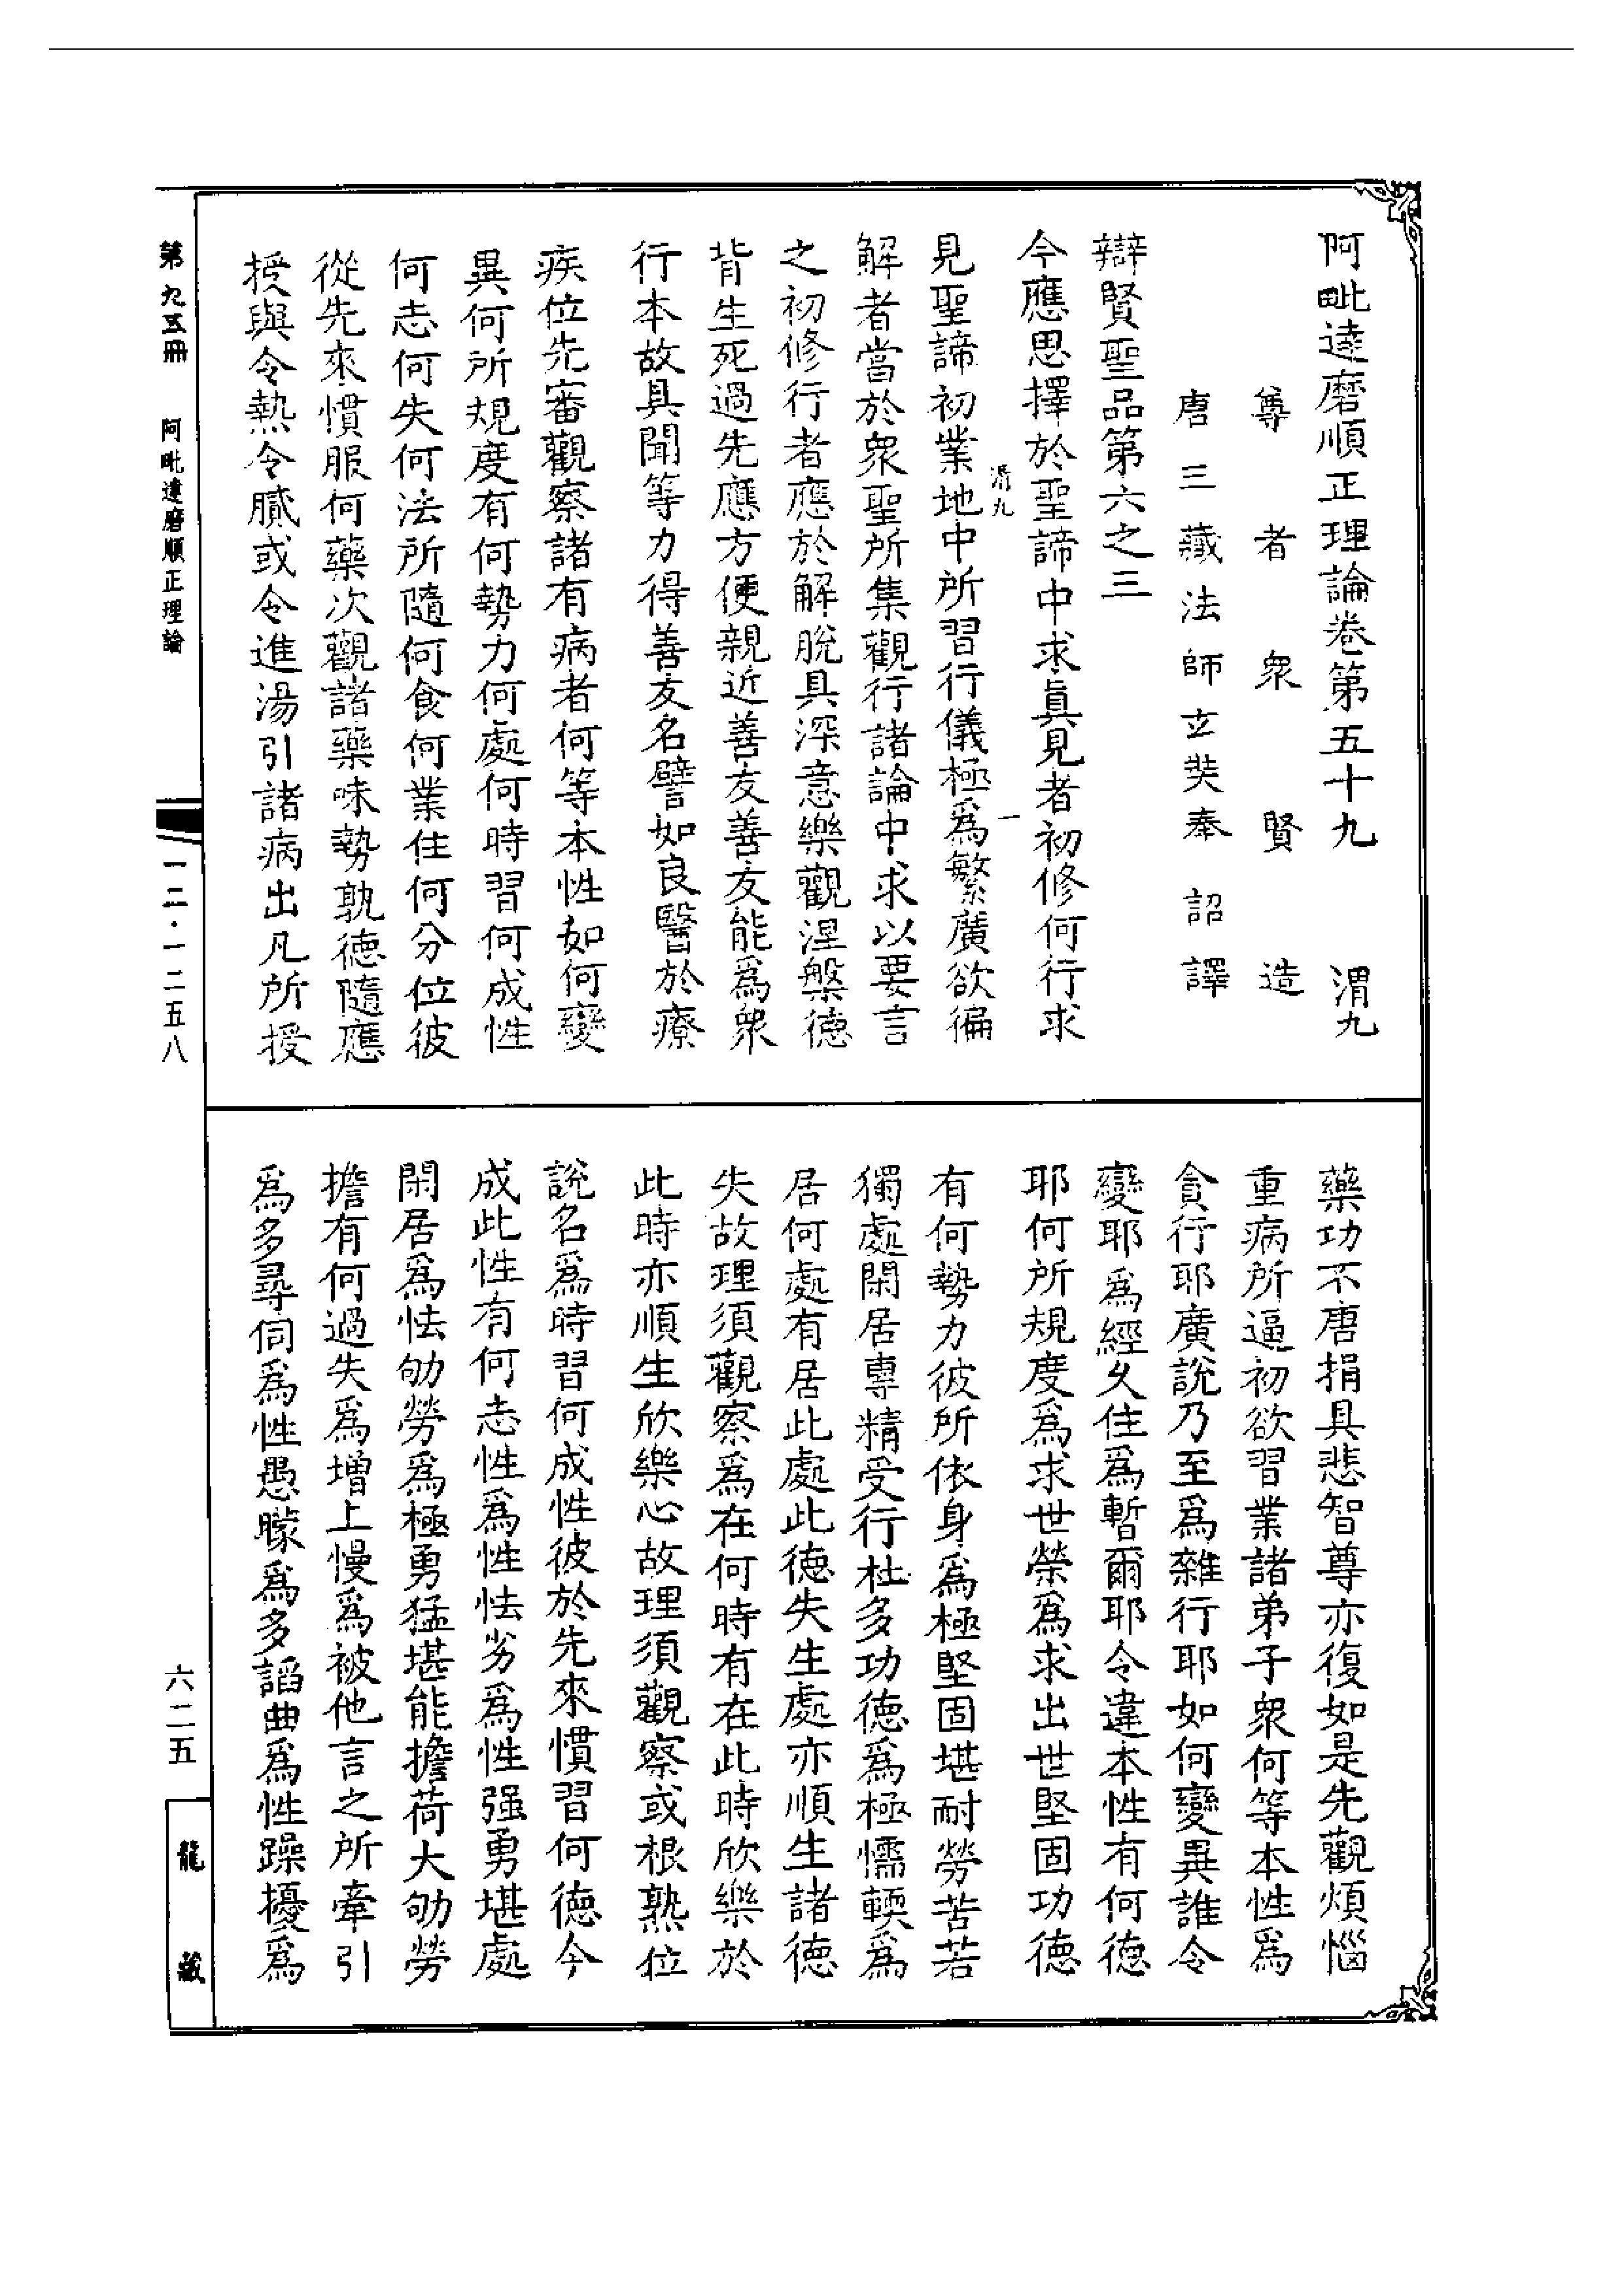 阿毗達磨順正理論卷第五十九 渭九
尊者衆賢造
唐三藏法師玄奘奉詔譯
辯賢聖品第六之三
今應思擇於聖諦中求真見者初修何行求
渭九 一
見聖諦初業地中所習行儀極爲繁廣欲徧
解者當於衆聖所集觀行諸論中求以要言
之初修行者應於解脫具深意樂觀涅槃德
背生死過先應方便親近善友善友能爲衆
行本故具聞等力得善友名譬如良醫於療
疾位先審觀察諸有病者何等本性如何變
異何所規度有何勢力何處何時習何成性
何志何失何法所隨何食何業住何分位彼
從先來慣服何藥次觀諸藥味勢孰德隨應
授與令熱令膩或令進湯引諸病出凡所授
藥功不唐捐具悲智尊亦復如是先觀煩惱
重病所逼初欲習業諸弟子衆何等本性爲
貪行耶廣說乃至爲雜行耶如何變異誰令
變耶爲經久住爲暫爾耶令違本性有何德
耶何所規度爲求世榮爲求出世堅固功德
有何勢力彼所依身爲極堅固堪耐勞苦若
獨處閑居專精受行杜多功德爲極懦輭爲
居何處有居此處此德失生處亦順生諸德
失故理須觀察爲在何時有在此時欣樂於
此時亦順生欣樂心故理須觀察或根熟位
說名爲時習何成性彼於先來慣習何德今
成此性有何志性爲性怯劣爲性强勇堪處
閑居爲怯劬勞爲極勇猛堪能擔荷大劬勞
擔有何過失爲增上慢爲被他言之所牽引
爲多尋伺爲性愚矇爲多諂曲爲性躁擾爲
第九五冊 阿毗達磨順正理論 一二·一二五八
六二五 龍藏